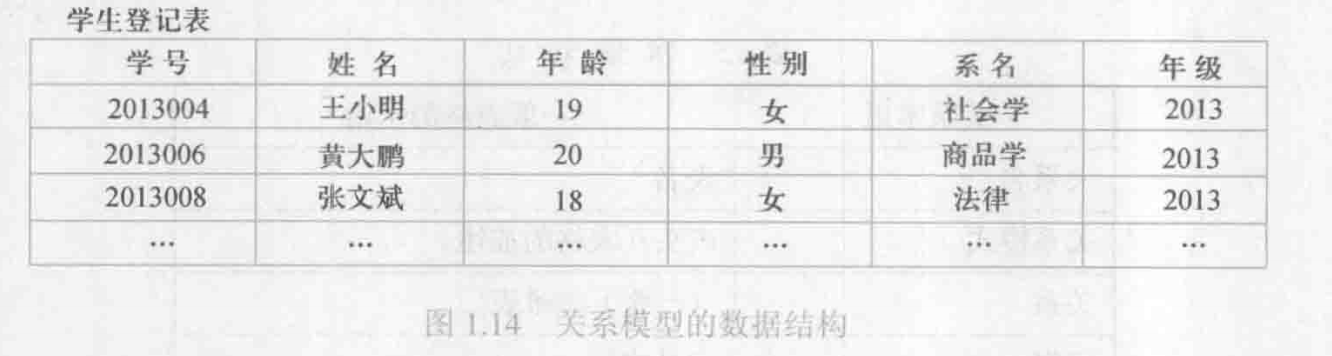 学生登记表
学号 姓名 年龄 性别 系名 年级
2013004 王小明 19 女 社会学 2013
2013006 黄大鹏 20 男 商品学 2013
2013008 张文斌 18 女 法律 2013
… … … … … …
图 1.14 关系模型的数据结构